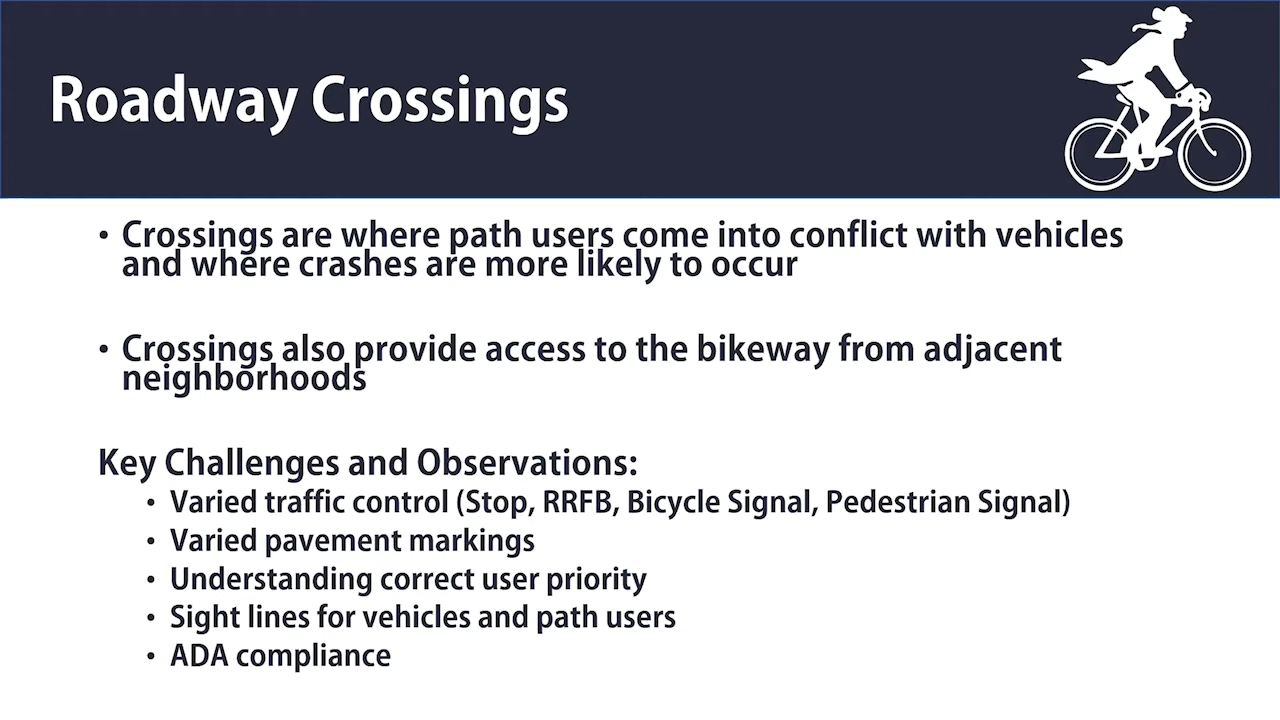 Roadway Crossings
• Crossings are where path users come into conflict with vehicles
and where crashes are more likely to occur
• Crossings also provide access to the bikeway from adjacent
neighborhoods
Key Challenges and Observations:
• Varied traffic control (Stop, RRFB, Bicycle Signal, Pedestrian Signal)
• Varied pavement markings
• Understanding correct user priority
• Sight lines for vehicles and path users
• ADA compliance